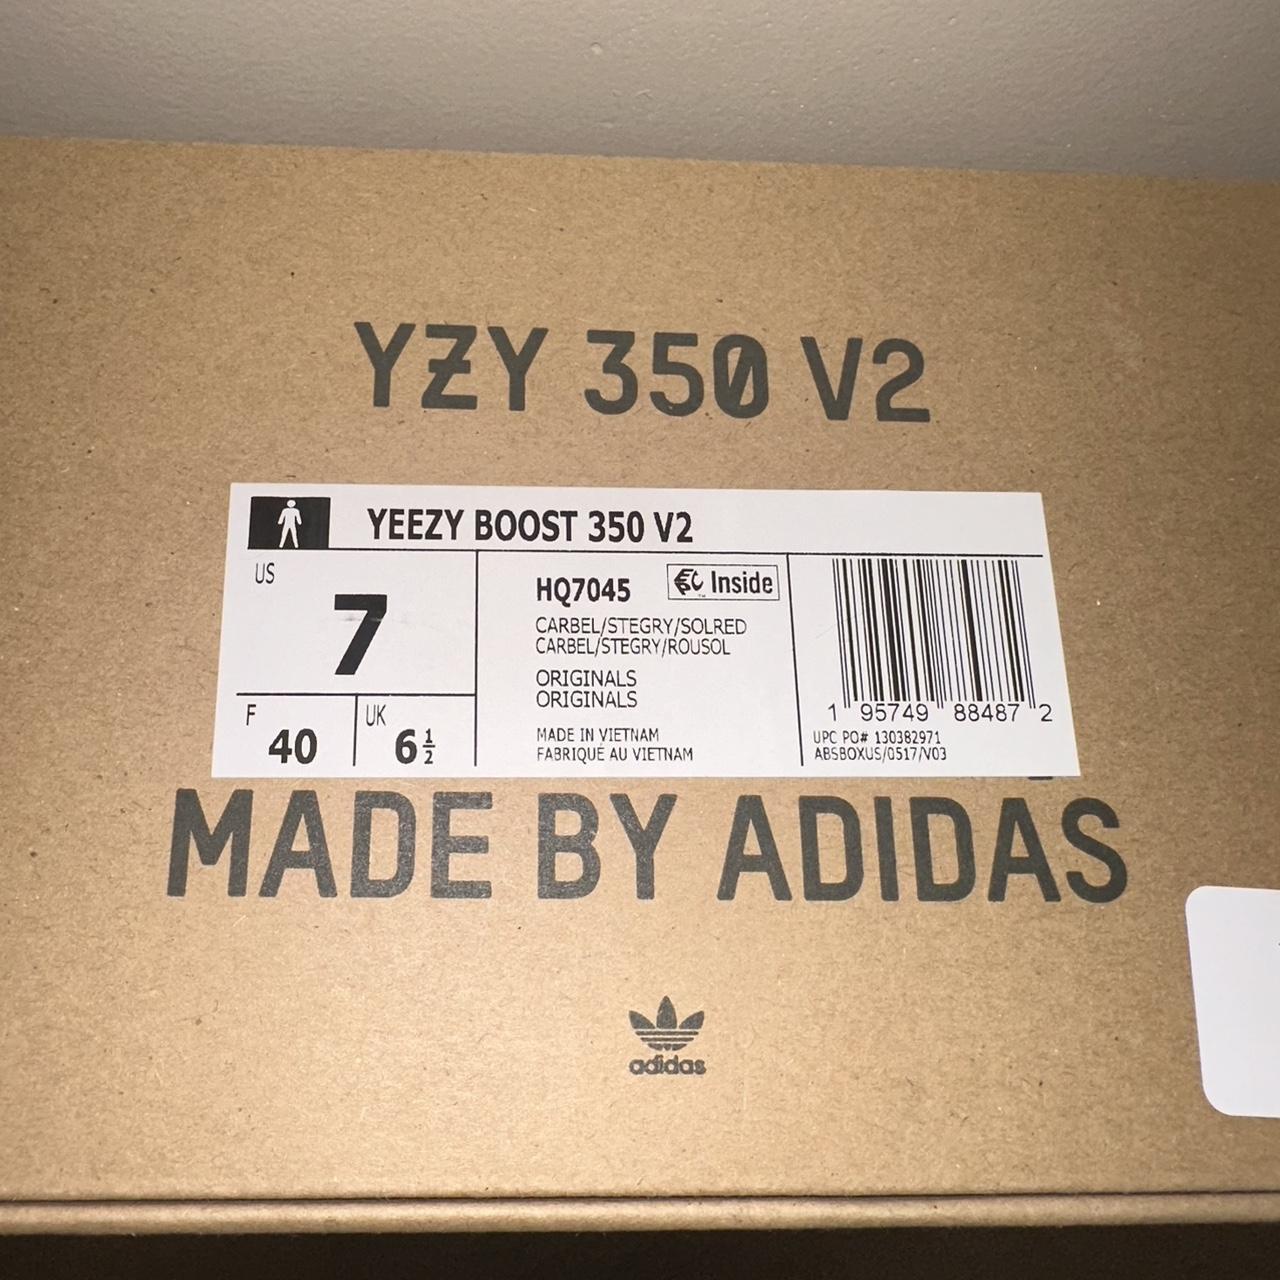 YZY 350 V2
YEEZY BOOST 350 V2
US
7
F
40
UK
6 ½
HQ7045
Inside
CARBEL/STEGRY/SOLRED
CARBEL/STEGRY/ROUSOL
ORIGINALS
ORIGINALS
MADE IN VIETNAM
FABRIQUÉ AU VIETNAM
1 95749 88487 2
UPC PO# 130382971
ABSBOXUS/0517/V03
MADE BY ADIDAS
adidas